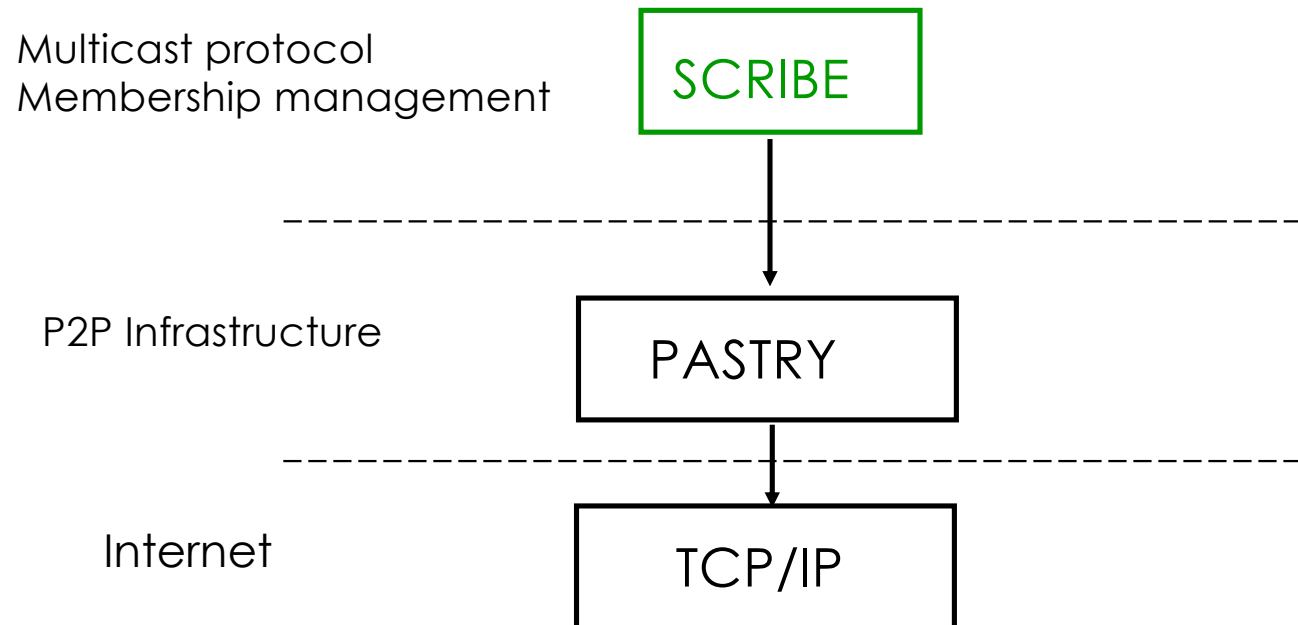 Multicast protocol
Membership management
SCRIBE
P2P Infrastructure
PASTRY
Internet
TCP/IP